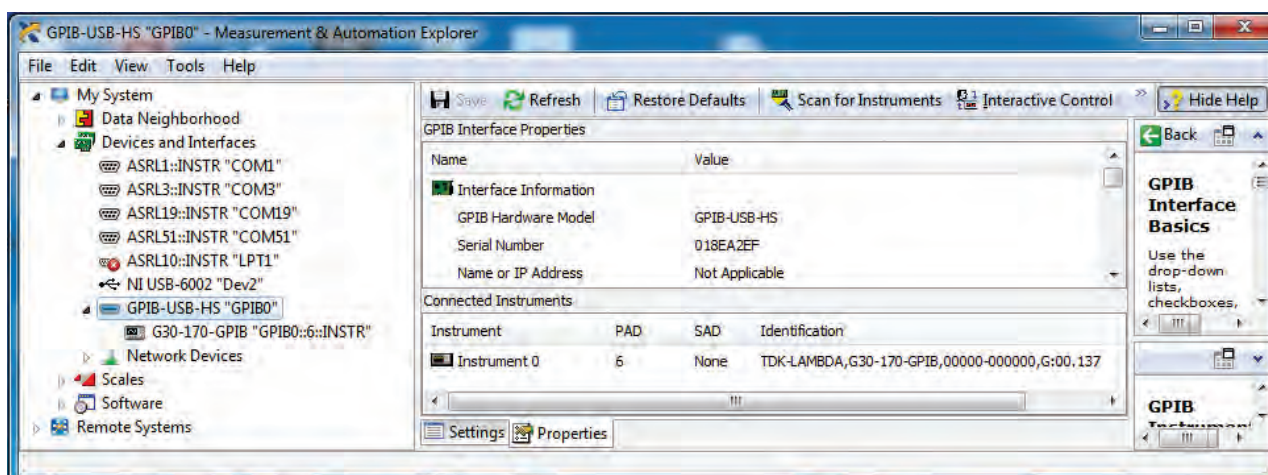 GPIB-USB-HS "GPIB0" - Measurement & Automation Explorer
File Edit View Tools Help
My System
Data Neighborhood
Devices and Interfaces
ASRL1::INSTR "COM1"
ASRL3::INSTR "COM3"
ASRL19::INSTR "COM19"
ASRL51::INSTR "COM51"
ASRL10::INSTR "LPT1"
NI USB-6002 "Dev2"
GPIB-USB-HS "GPIB0"
G30-170-GPIB "GPIB0::6::INSTR"
Network Devices
Scales
Software
Remote Systems
Save Refresh Restore Defaults Scan for Instruments Interactive Control » Hide Help
GPIB Interface Properties
Name Value
Interface Information
GPIB Hardware Model GPIB-USB-HS
Serial Number 018EA2EF
Name or IP Address Not Applicable
Connected Instruments
Instrument PAD SAD Identification
Instrument 0 6 None TDK-LAMBDA,G30-170-GPIB,00000-000000,G:00.137
Settings Properties
Back
GPIB
Interface
Basics
Use the
drop-down
lists,
checkboxes,
GPIB